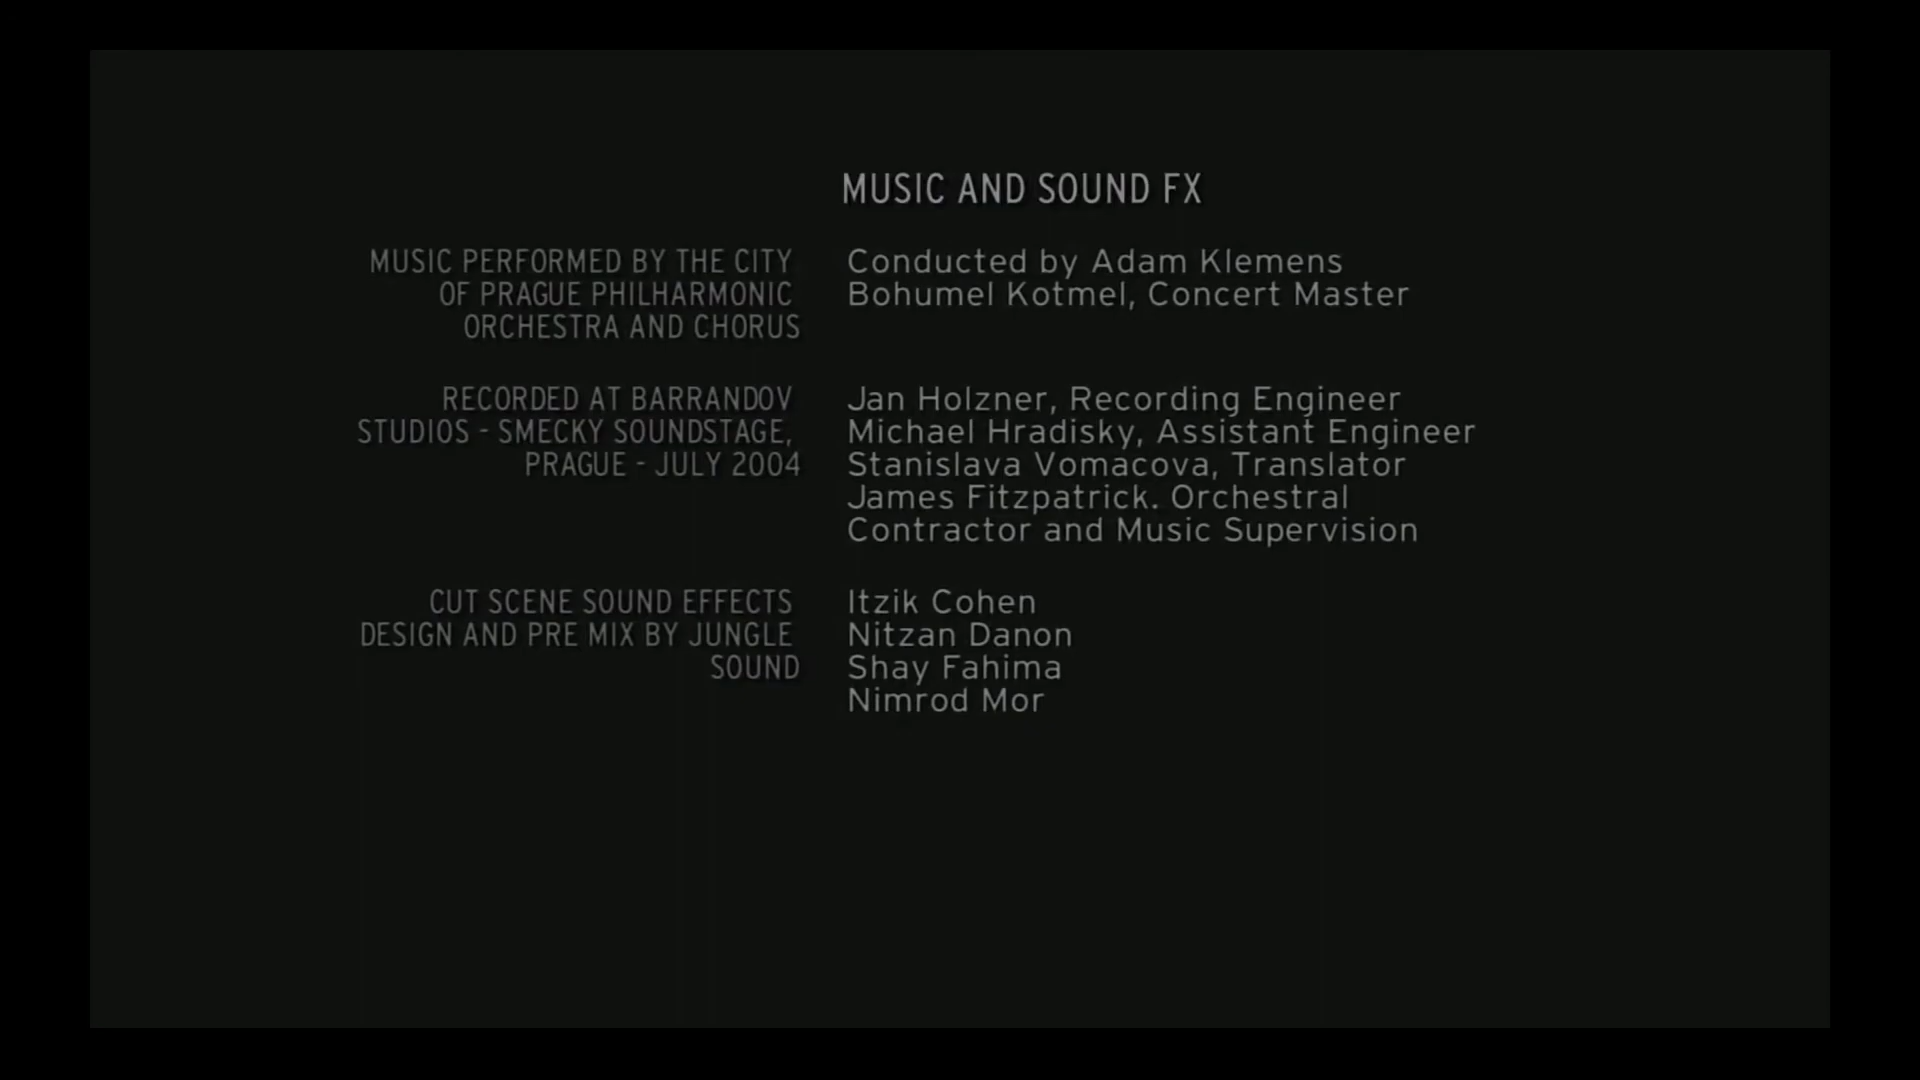 MUSIC AND SOUND FX
MUSIC PERFORMED BY THE CITY
OF PRAGUE PHILHARMONIC
ORCHESTRA AND CHORUS
Conducted by Adam Klemens
Bohumel Kotmel, Concert Master
RECORDED AT BARRANDOV
STUDIOS - SMECKY SOUNDSTAGE,
PRAGUE - JULY 2004
Jan Holzner, Recording Engineer
Michael Hradisky, Assistant Engineer
Stanislava Vomacova, Translator
James Fitzpatrick. Orchestral
Contractor and Music Supervision
CUT SCENE SOUND EFFECTS
DESIGN AND PRE MIX BY JUNGLE
SOUND
Itzik Cohen
Nitzan Danon
Shay Fahima
Nimrod Mor